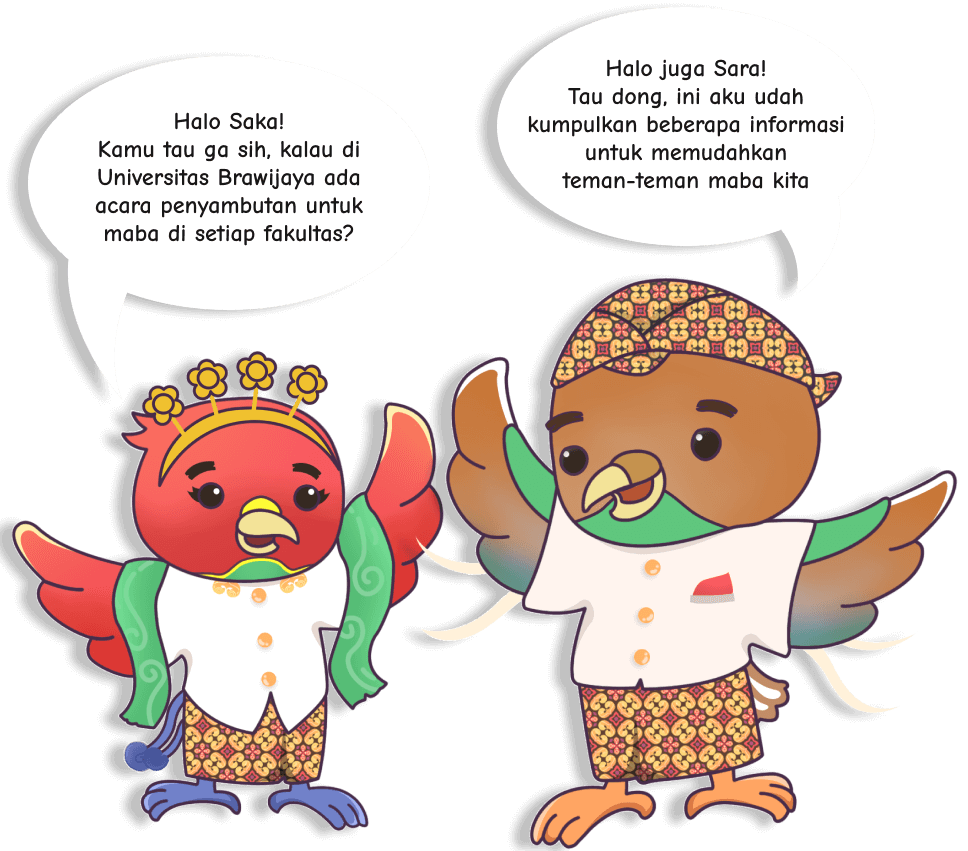 Halo Saka!
Kamu tau ga sih, kalau di
Universitas Brawijaya ada
acara penyambutan untuk
maba di setiap fakultas?
Halo juga Sara!
Tau dong, ini aku udah
kumpulkan beberapa informasi
untuk memudahkan
teman-teman maba kita